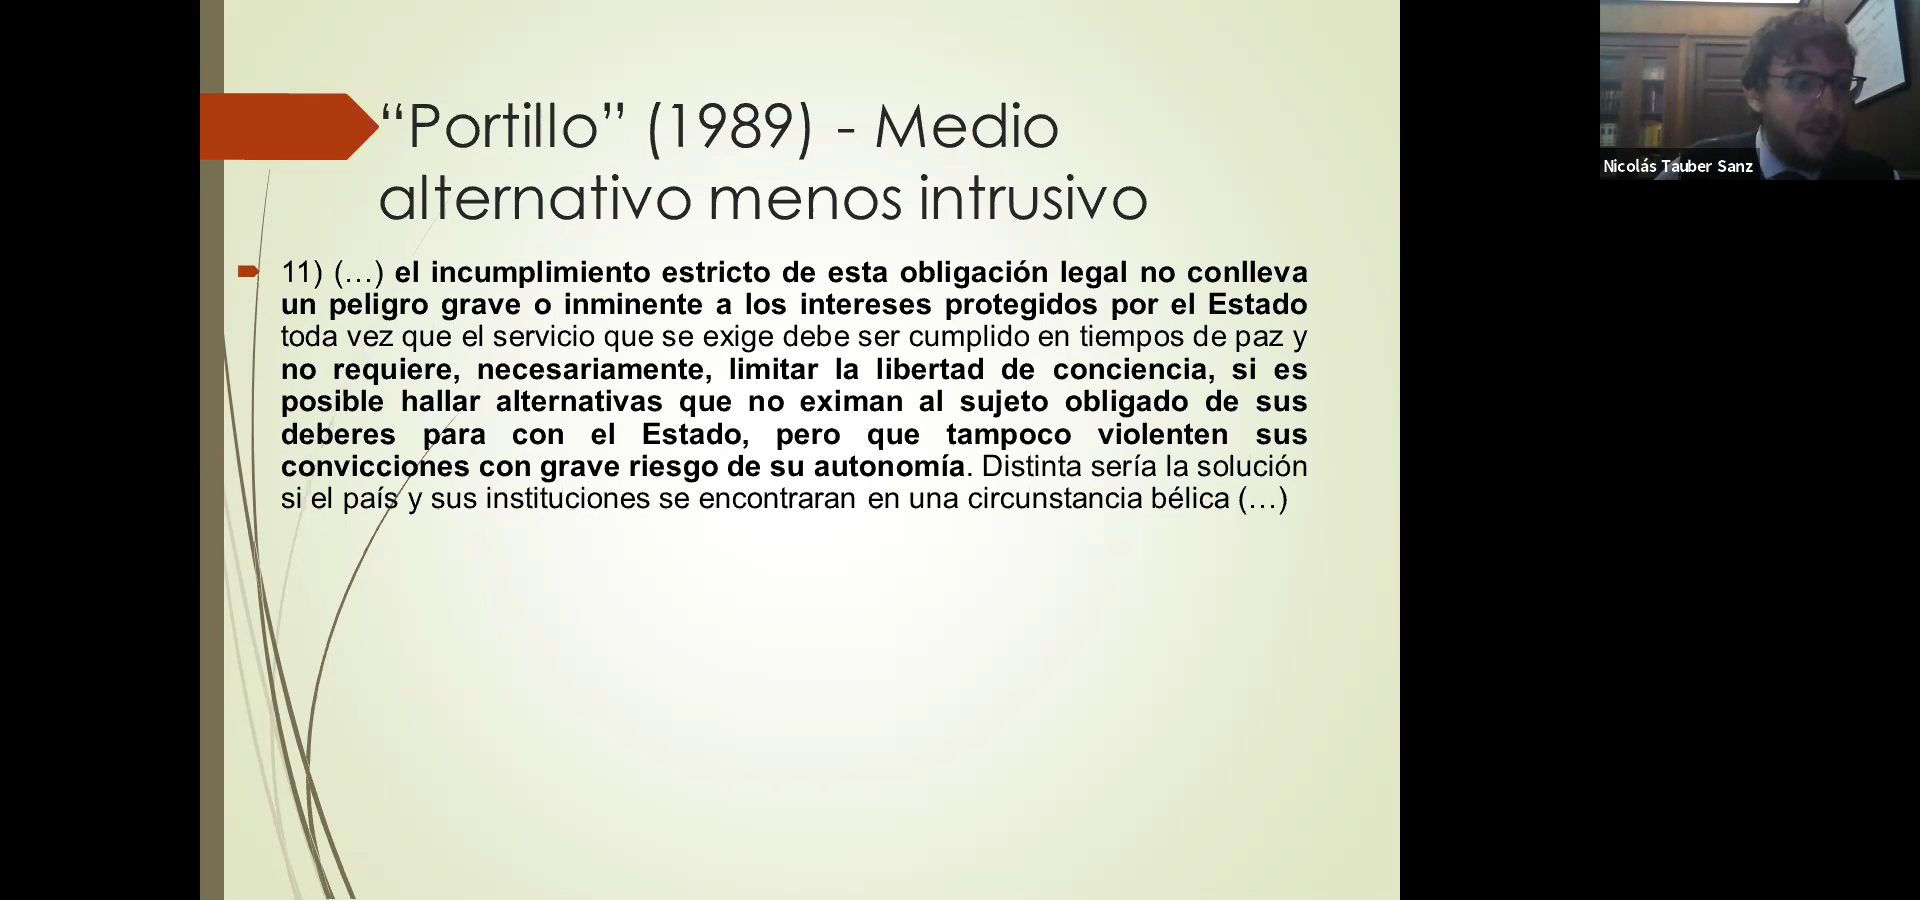 “Portillo” (1989) - Medio
alternativo menos intrusivo
11) (…) el incumplimiento estricto de esta obligación legal no conlleva
un peligro grave o inminente a los intereses protegidos por el Estado
toda vez que el servicio que se exige debe ser cumplido en tiempos de paz y
no requiere, necesariamente, limitar la libertad de conciencia, si es
posible hallar alternativas que no eximan al sujeto obligado de sus
deberes para con el Estado, pero que tampoco violenten sus
convicciones con grave riesgo de su autonomía. Distinta sería la solución
si el país y sus instituciones se encontraran en una circunstancia bélica (…)
Nicolás Tauber Sanz